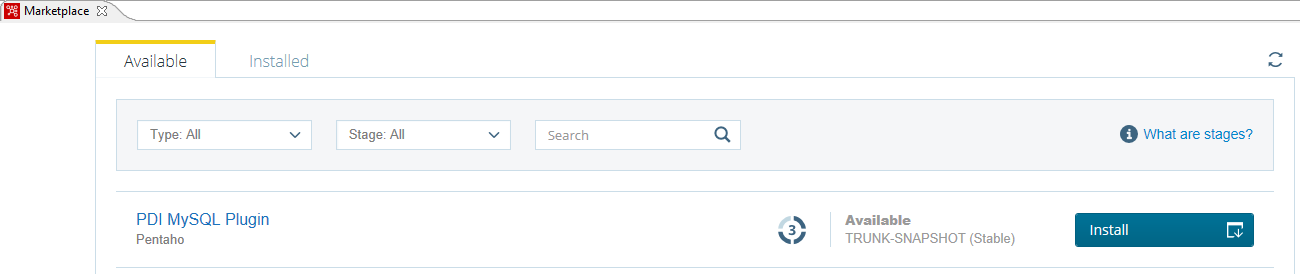 Marketplace
Available Installed
Type: All Stage: All Search What are stages?
PDI MySQL Plugin
Pentaho
3
Available
TRUNK-SNAPSHOT (Stable)
Install